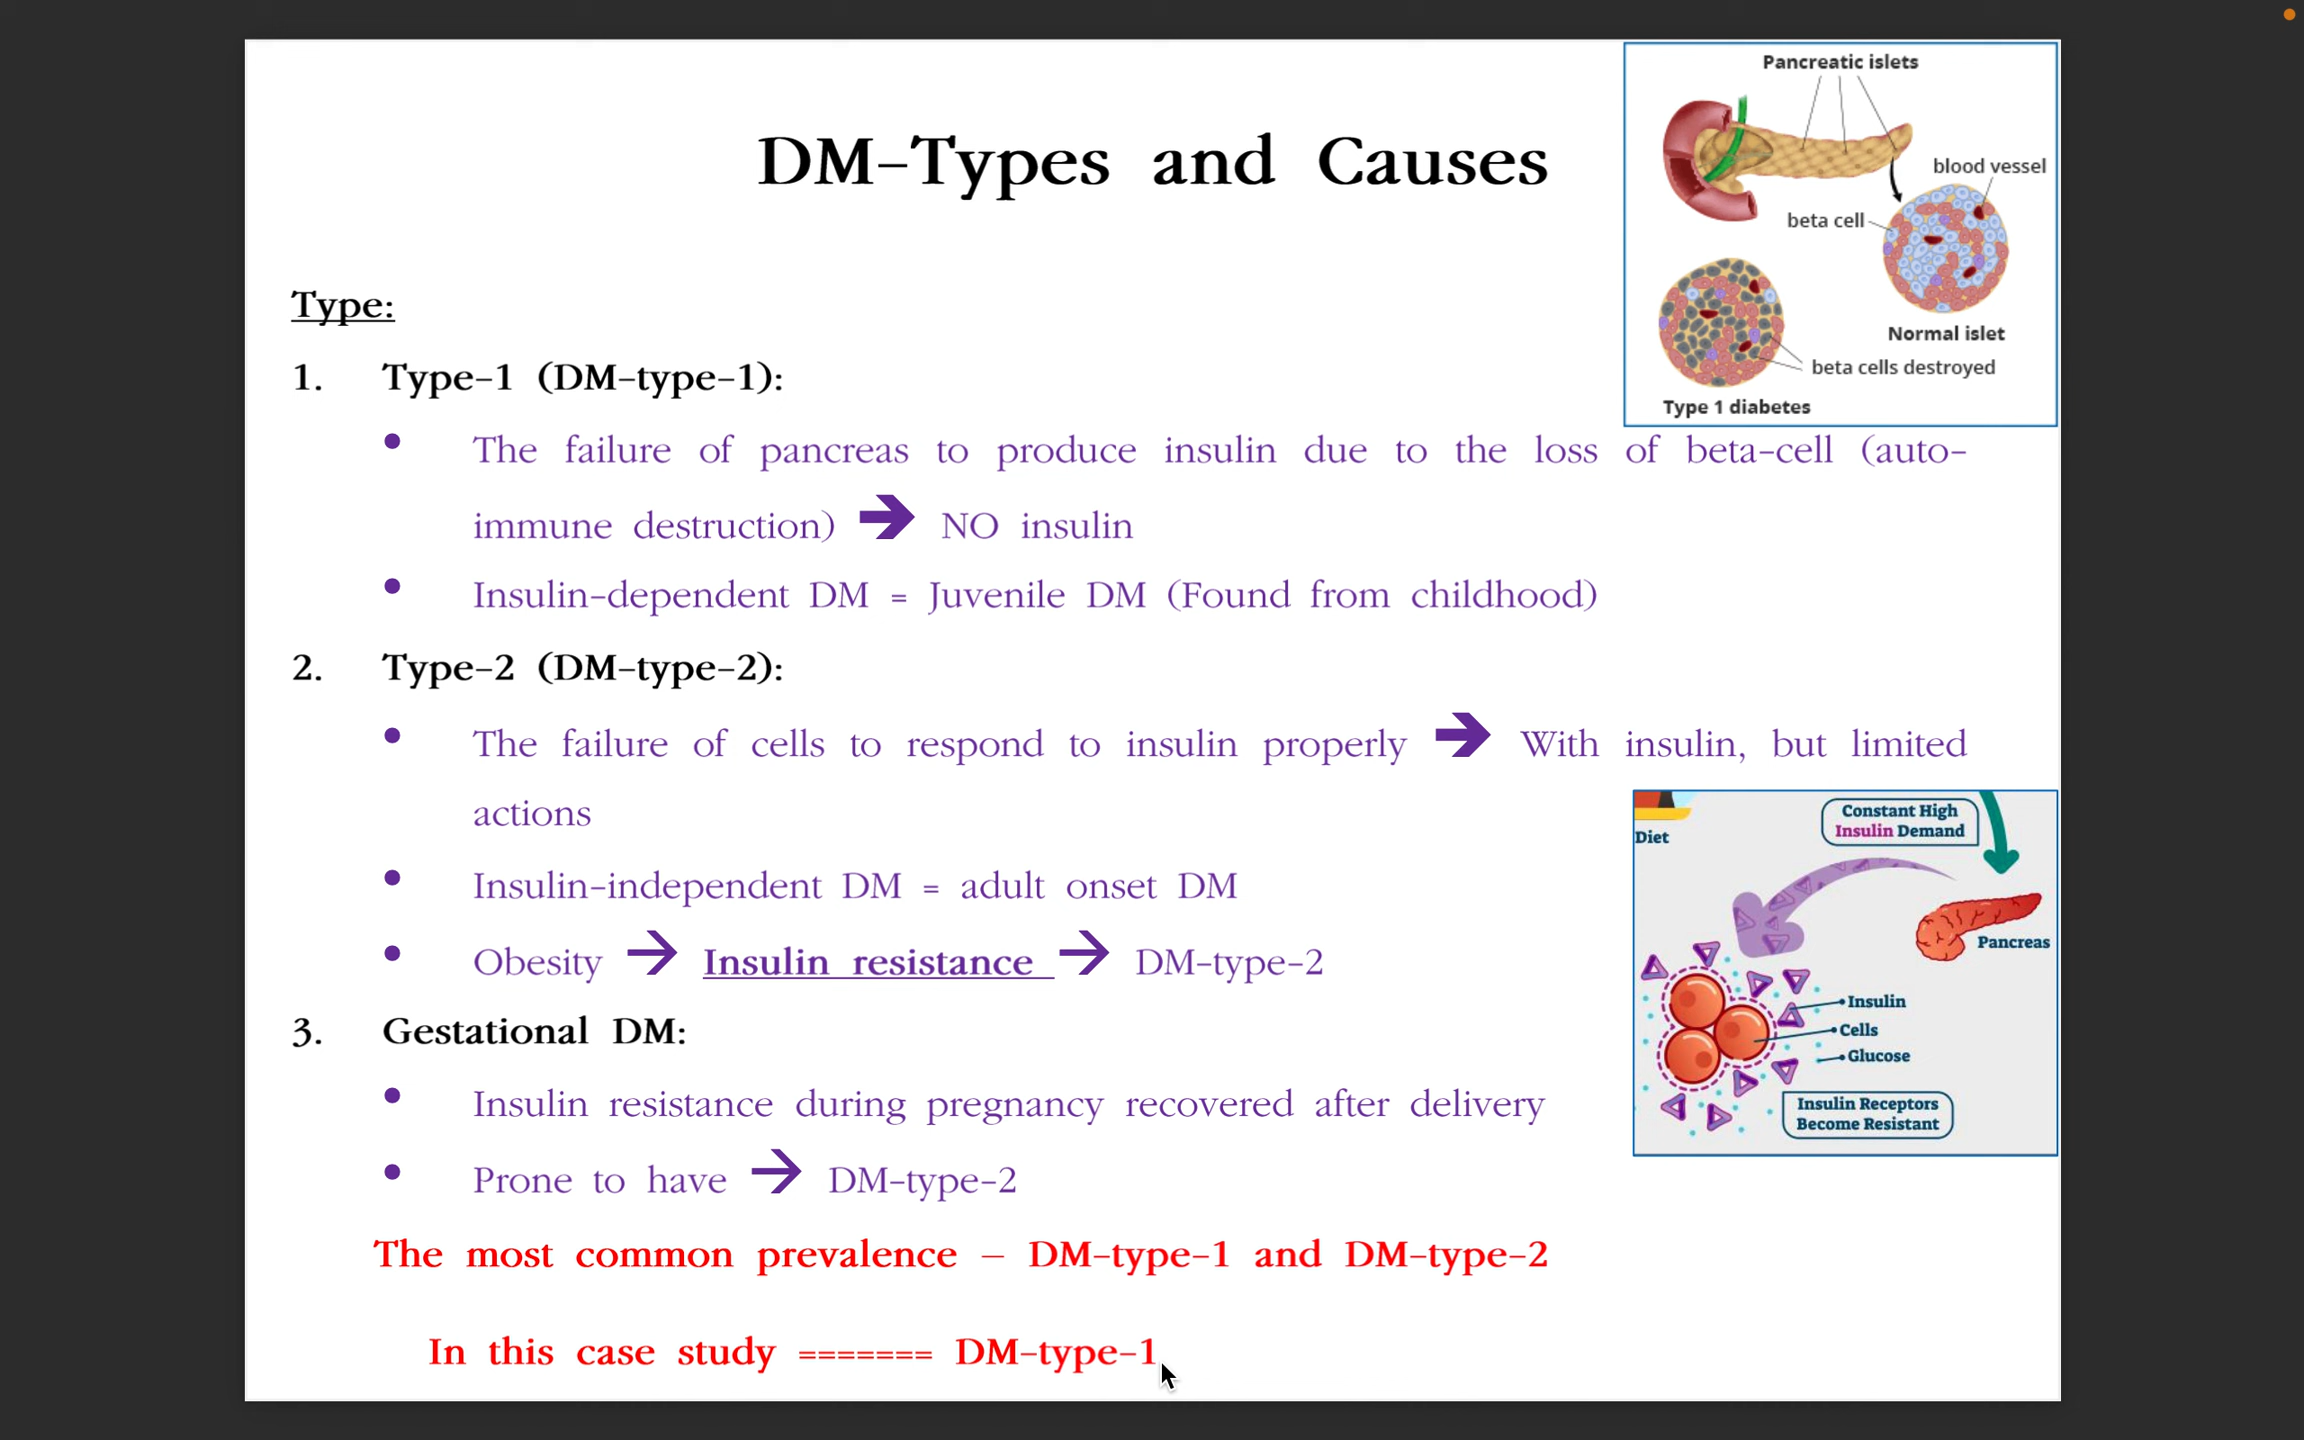 DM-Types and Causes
Pancreatic islets
blood vessel
beta cell
Normal islet
beta cells destroyed
Type 1 diabetes
Type:
1. Type-1 (DM-type-1):
• The failure of pancreas to produce insulin due to the loss of beta-cell (auto-
immune destruction) ➔ NO insulin
• Insulin-dependent DM = Juvenile DM (Found from childhood)
2. Type-2 (DM-type-2):
• The failure of cells to respond to insulin properly ➔ With insulin, but limited
actions
• Insulin-independent DM = adult onset DM
• Obesity → Insulin resistance → DM-type-2
3. Gestational DM:
• Insulin resistance during pregnancy recovered after delivery
• Prone to have → DM-type-2
Diet
Constant High
Insulin Demand
Pancreas
Insulin
Cells
Glucose
Insulin Receptors
Become Resistant
The most common prevalence – DM-type-1 and DM-type-2
In this case study ======= DM-type-1